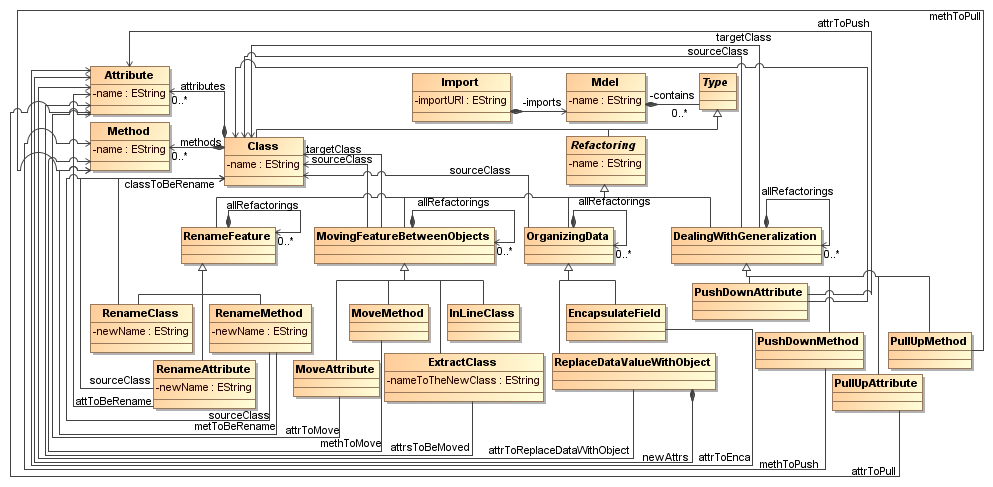 methToPull
attrToPush
targetClass
sourceClass
Attribute
-name : EString
attributes
0..*
Import
-importURI : EString
-imports
Mdel
-name : EString
-contains
0..*
Type
Method
-name : EString
methods
0..*
Class
-name : EString
targetClass
sourceClass
Refactoring
-name : EString
sourceClass
classToBeRename
allRefactorings
allRefactorings
allRefactorings
allRefactorings
RenameFeature
0..*
MovingFeatureBetweenObjects
0..*
OrganizingData
0..*
DealingWithGeneralization
0..*
PushDownAttribute
RenameClass
-newName : EString
RenameMethod
-newName : EString
MoveMethod
InLineClass
EncapsulateField
PushDownMethod
PullUpMethod
RenameAttribute
-newName : EString
MoveAttribute
ExtractClass
-nameToTheNewClass : EString
ReplaceDataValueWithObject
PullUpAttribute
sourceClass
attToBeRename
sourceClass
metToBeRename
attrToMove
methToMove
attrsToBeMoved
attrToReplaceDataWithObject
newAttrs
attrToEnca
methToPush
attrToPull